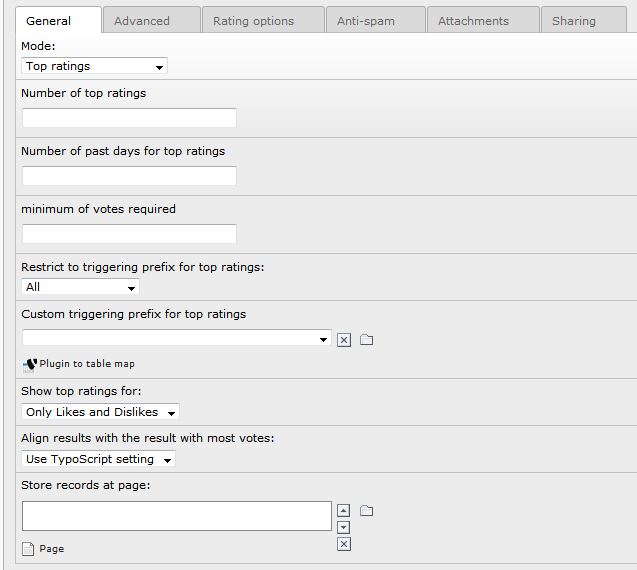 General Advanced Rating options Anti-spam Attachments Sharing
Mode:
Top ratings
Number of top ratings
Number of past days for top ratings
minimum of votes required
Restrict to triggering prefix for top ratings:
All
Custom triggering prefix for top ratings
Plugin to table map
Show top ratings for:
Only Likes and Dislikes
Align results with the result with most votes:
Use TypoScript setting
Store records at page:
Page